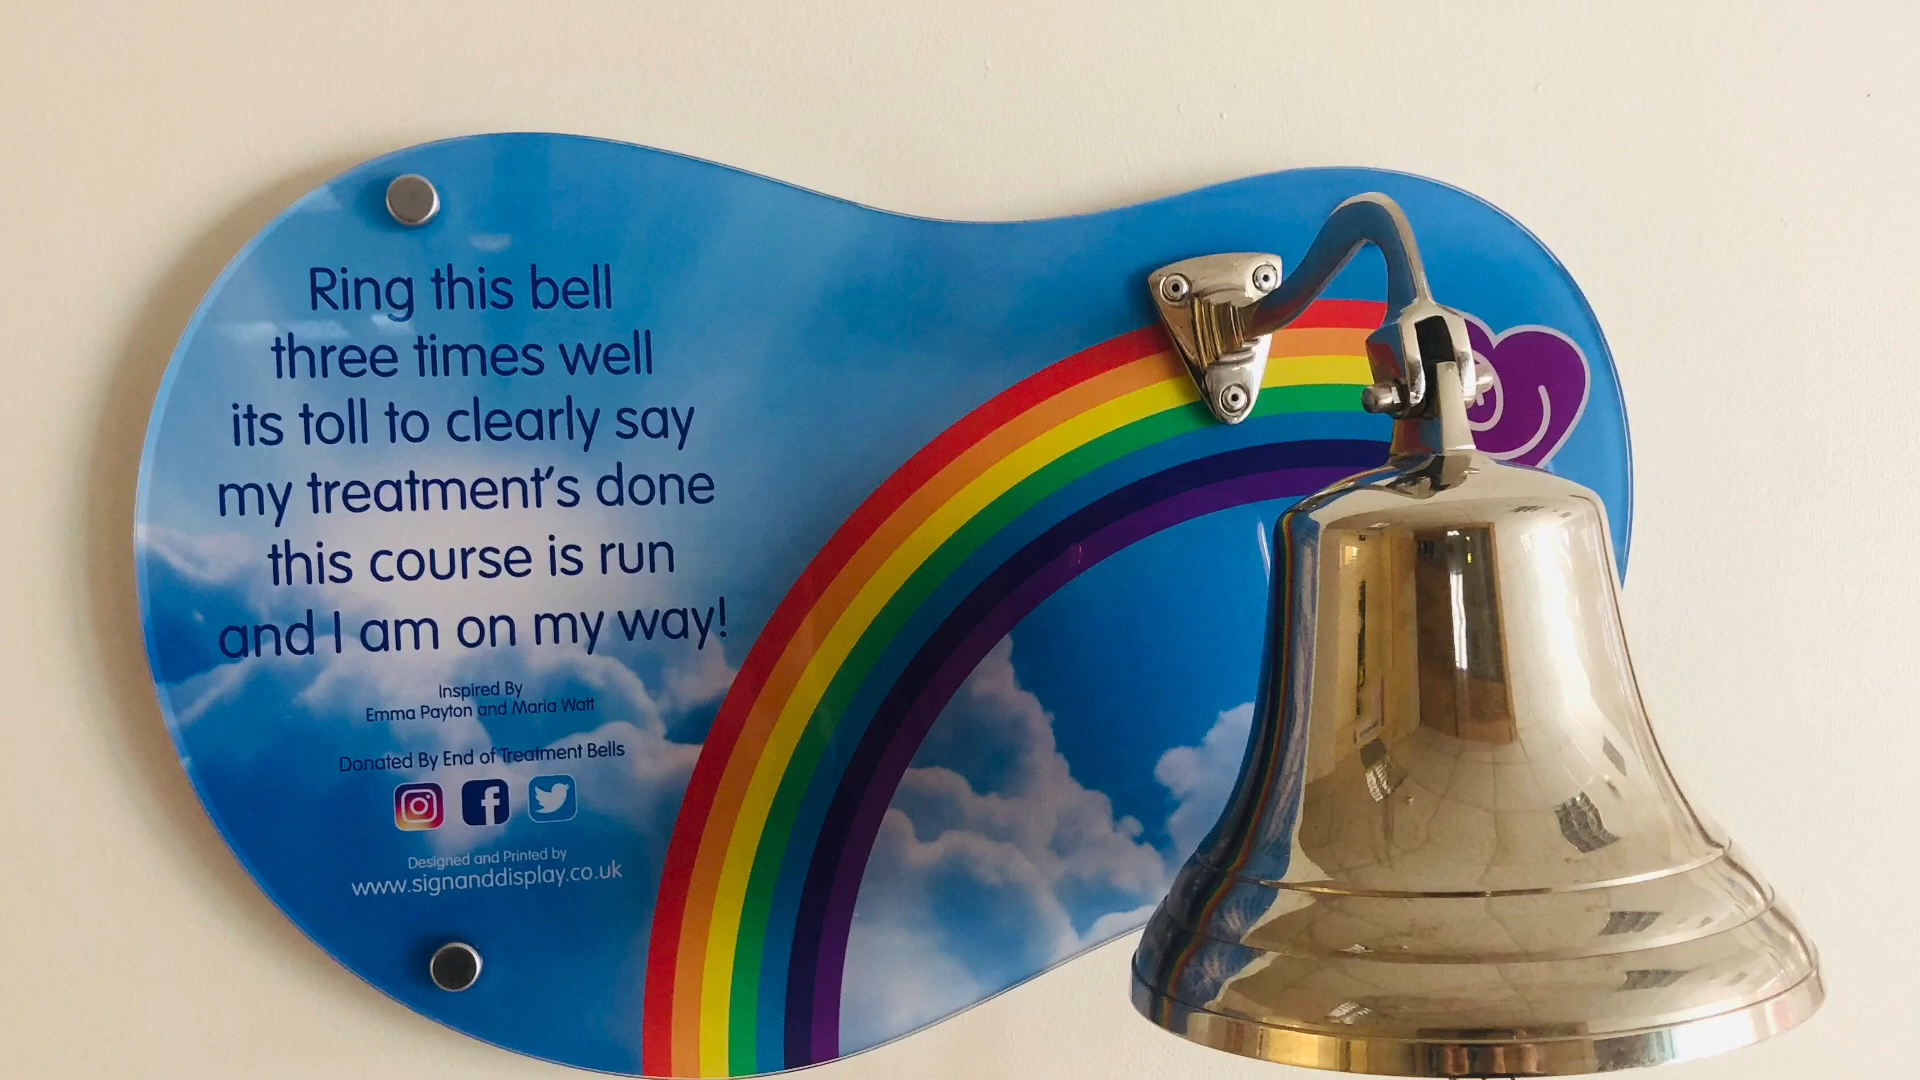 Ring this bell
three times well
its toll to clearly say
my treatment's done
this course is run
and I am on my way!
Inspired By
Emma Payton and Maria Watt
Donated By End of Treatment Bells
Designed and Printed by
www.signanddisplay.co.uk